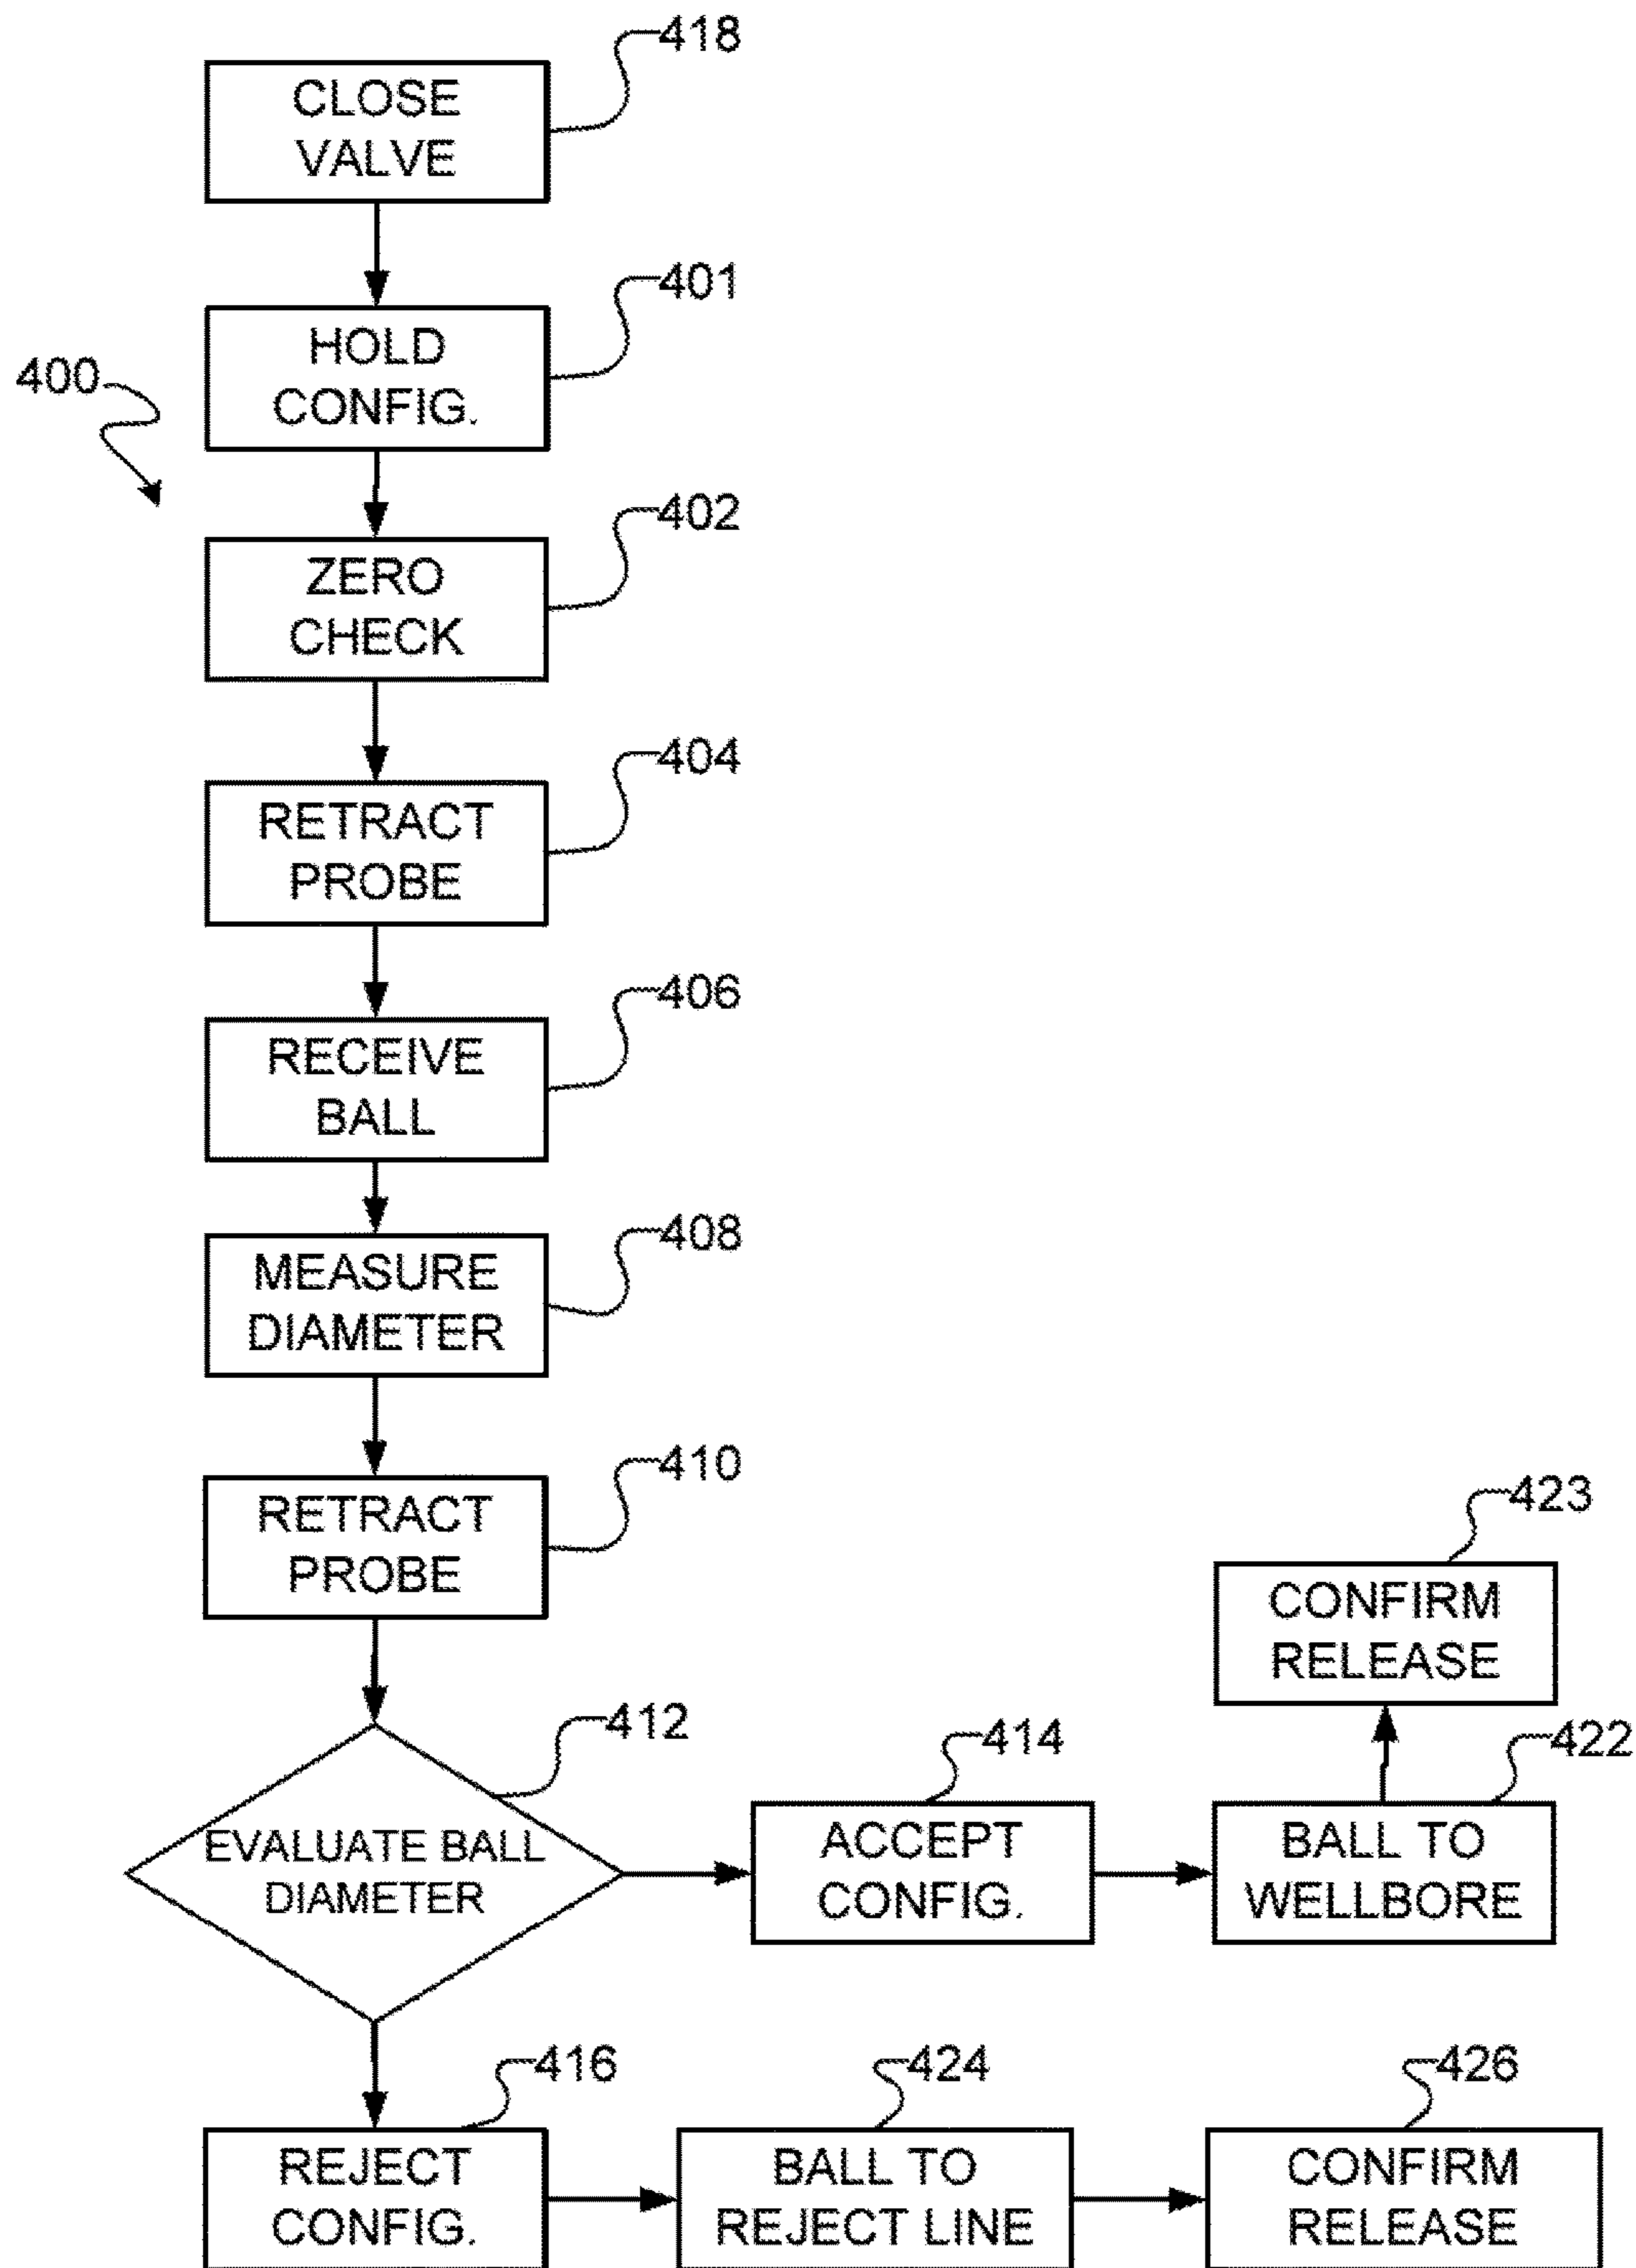 418
CLOSE
VALVE
401
HOLD
CONFIG.
400
402
ZERO
CHECK
404
RETRACT
PROBE
406
RECEIVE
BALL
408
MEASURE
DIAMETER
410
RETRACT
PROBE
423
CONFIRM
RELEASE
412
414
422
EVALUATE BALL
DIAMETER
ACCEPT
CONFIG.
BALL TO
WELLBORE
416
424
426
REJECT
CONFIG.
BALL TO
REJECT LINE
CONFIRM
RELEASE